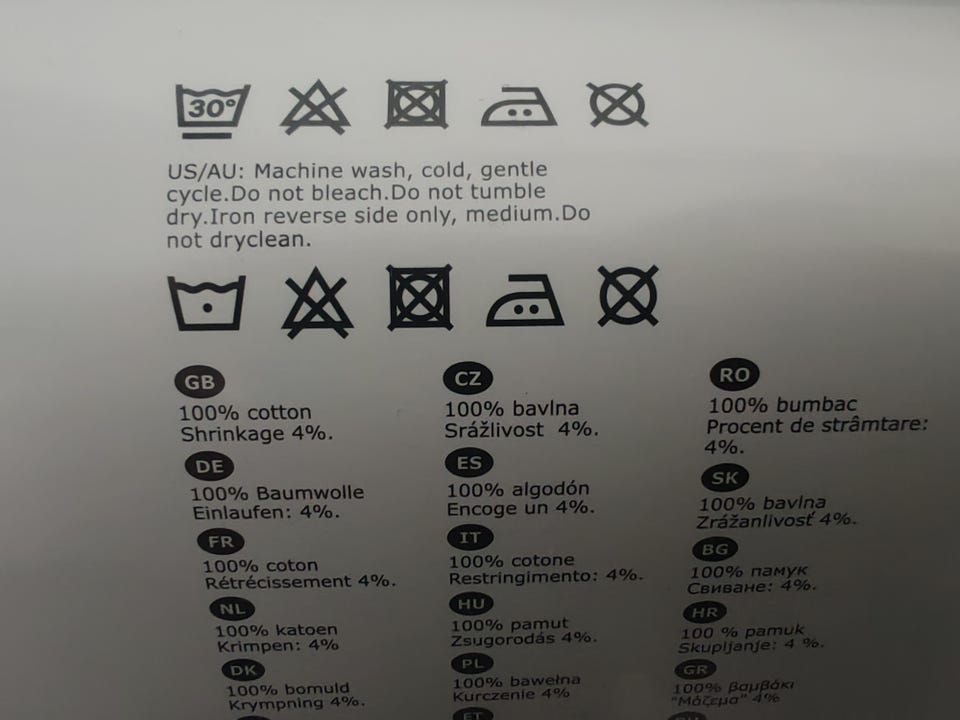 30°
US/AU: Machine wash, cold, gentle
cycle.Do not bleach.Do not tumble
dry.Iron reverse side only, medium.Do
not dryclean.
GB
100% cotton
Shrinkage 4%.
DE
100% Baumwolle
Einlaufen: 4%.
FR
100% coton
Rétrécissement 4%.
NL
100% katoen
Krimpen: 4%
DK
100% bomuld
Krympning 4%.
CZ
100% bavlna
Srážlivost 4%.
ES
100% algodón
Encoge un 4%.
IT
100% cotone
Restringimento: 4%.
HU
100% pamut
Zsugorodás 4%.
PL
100% bawełna
Kurczenie 4%
ET
RO
100% bumbac
Procent de strâmtare:
4%.
SK
100% bavlna
Zrážanlivosť 4%.
BG
100% памук
Свиване: 4%.
HR
100 % pamuk
Skupljanje: 4 %.
GR
100% βαμβάκι
"Μάζεμα" 4%